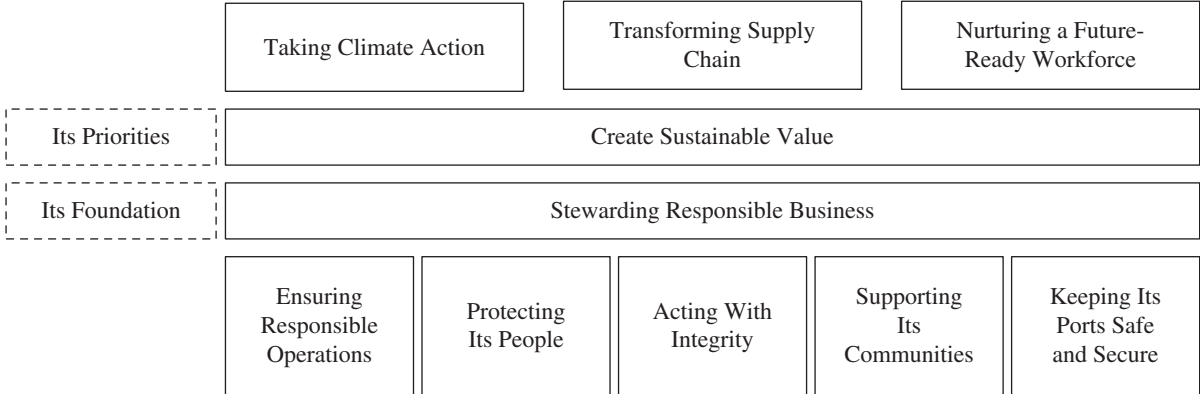 Taking Climate Action
Transforming Supply
Chain
Nurturing a Future-
Ready Workforce
Its Priorities
Create Sustainable Value
Its Foundation
Stewarding Responsible Business
Ensuring
Responsible
Operations
Protecting
Its People
Acting With
Integrity
Supporting
Its
Communities
Keeping Its
Ports Safe
and Secure